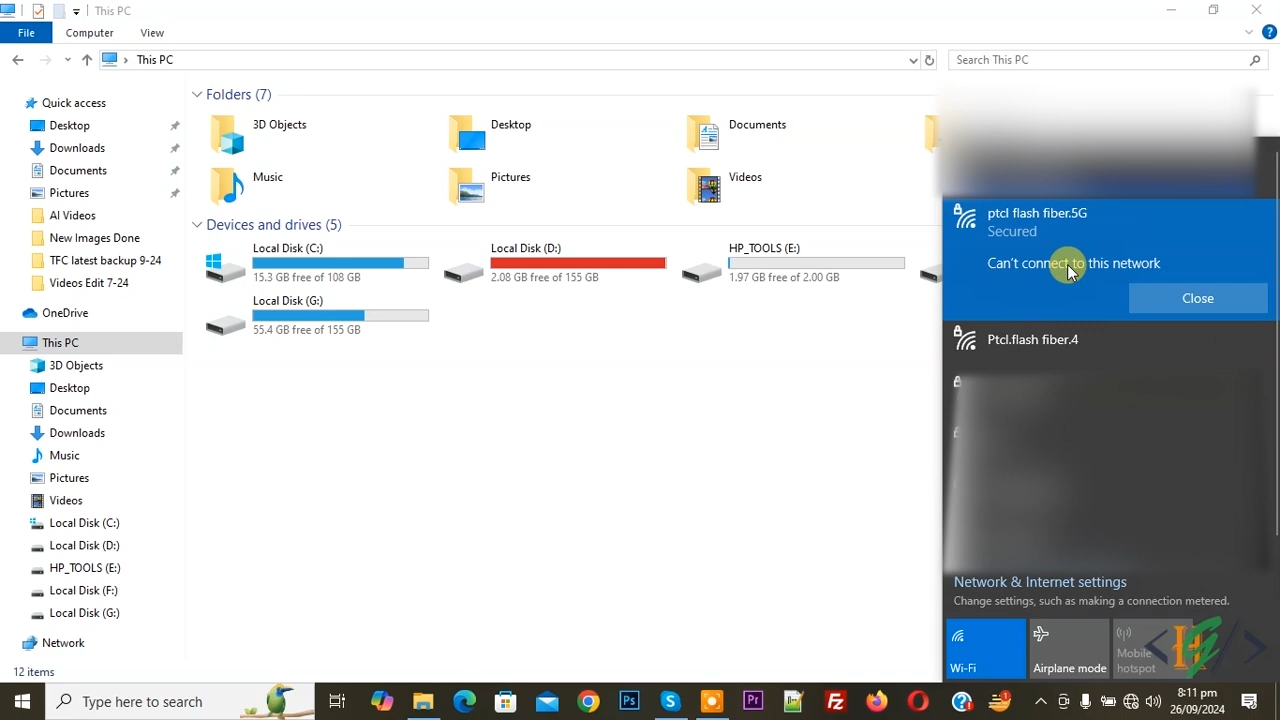 This PC
File
Computer
View
This PC
Search This PC
Quick access
Desktop
Downloads
Documents
Pictures
AI Videos
New Images Done
TFC latest backup 9-24
Videos Edit 7-24
OneDrive
This PC
3D Objects
Desktop
Documents
Downloads
Music
Pictures
Videos
Local Disk (C:)
Local Disk (D:)
HP_TOOLS (E:)
Local Disk (F:)
Local Disk (G:)
Network
12 items
Folders (7)
3D Objects
Desktop
Documents
Music
Pictures
Videos
Devices and drives (5)
Local Disk (C:)
15.3 GB free of 108 GB
Local Disk (D:)
2.08 GB free of 155 GB
HP_TOOLS (E:)
1.97 GB free of 2.00 GB
Local Disk (G:)
55.4 GB free of 155 GB
ptcl flash fiber.5G
Secured
Can't connect to this network
Close
Ptcl.flash fiber.4
Network & Internet settings
Change settings, such as making a connection metered.
Wi-Fi
Airplane mode
Mobile
hotspot
Type here to search
8:11 pm
26/09/2024